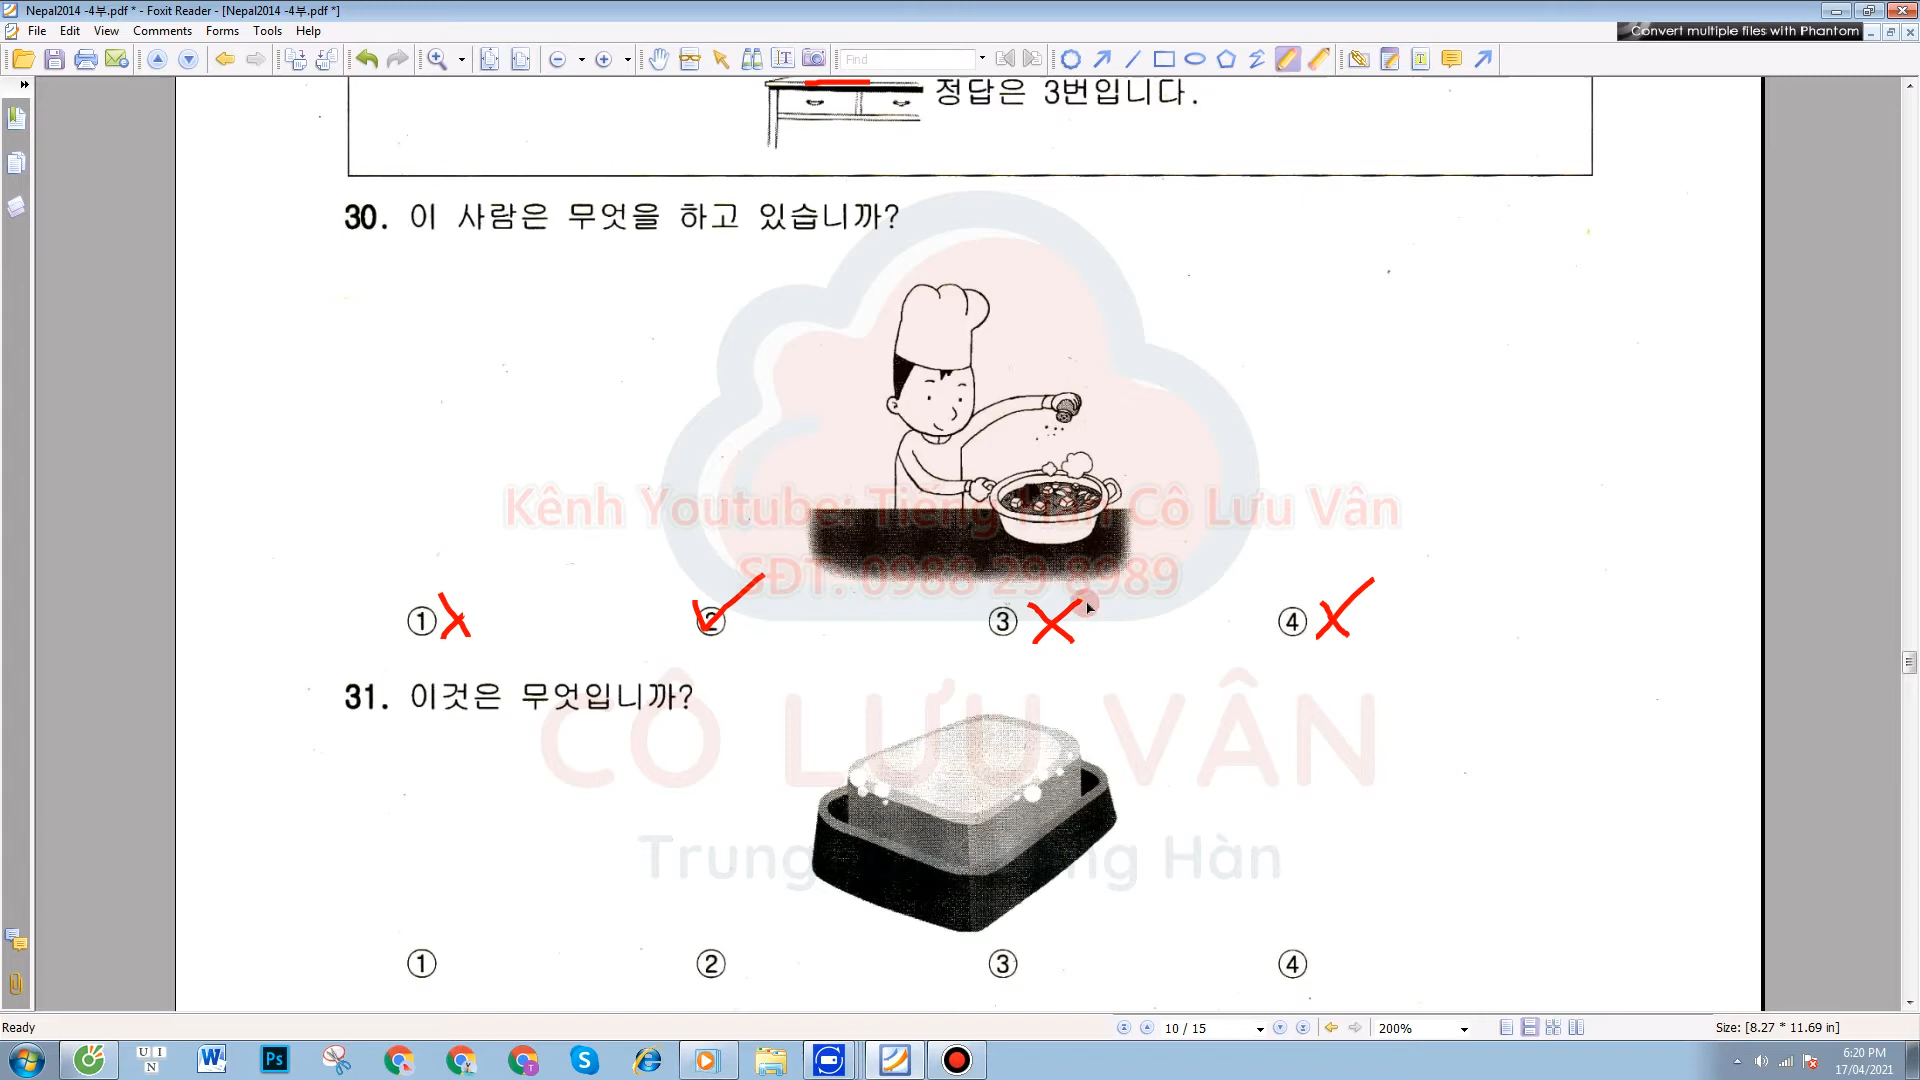 Nepal2014 -4부.pdf * - Foxit Reader - [Nepal2014 -4부.pdf *]
File Edit View Comments Forms Tools Help
Convert multiple files with Phantom
Find
정답은 3번입니다.
30. 이 사람은 무엇을 하고 있습니까?
Kênh Youtube: Tiếng Hàn Cô Lưu Vân
SĐT: 0988 29 8989
① ② ③ ④
31. 이것은 무엇입니까?
CÔ LƯU VÂN
Trung Hàn
① ② ③ ④
Ready
10 / 15
200%
Size: [8.27 * 11.69 in]
U I
N
6:20 PM
17/04/2021